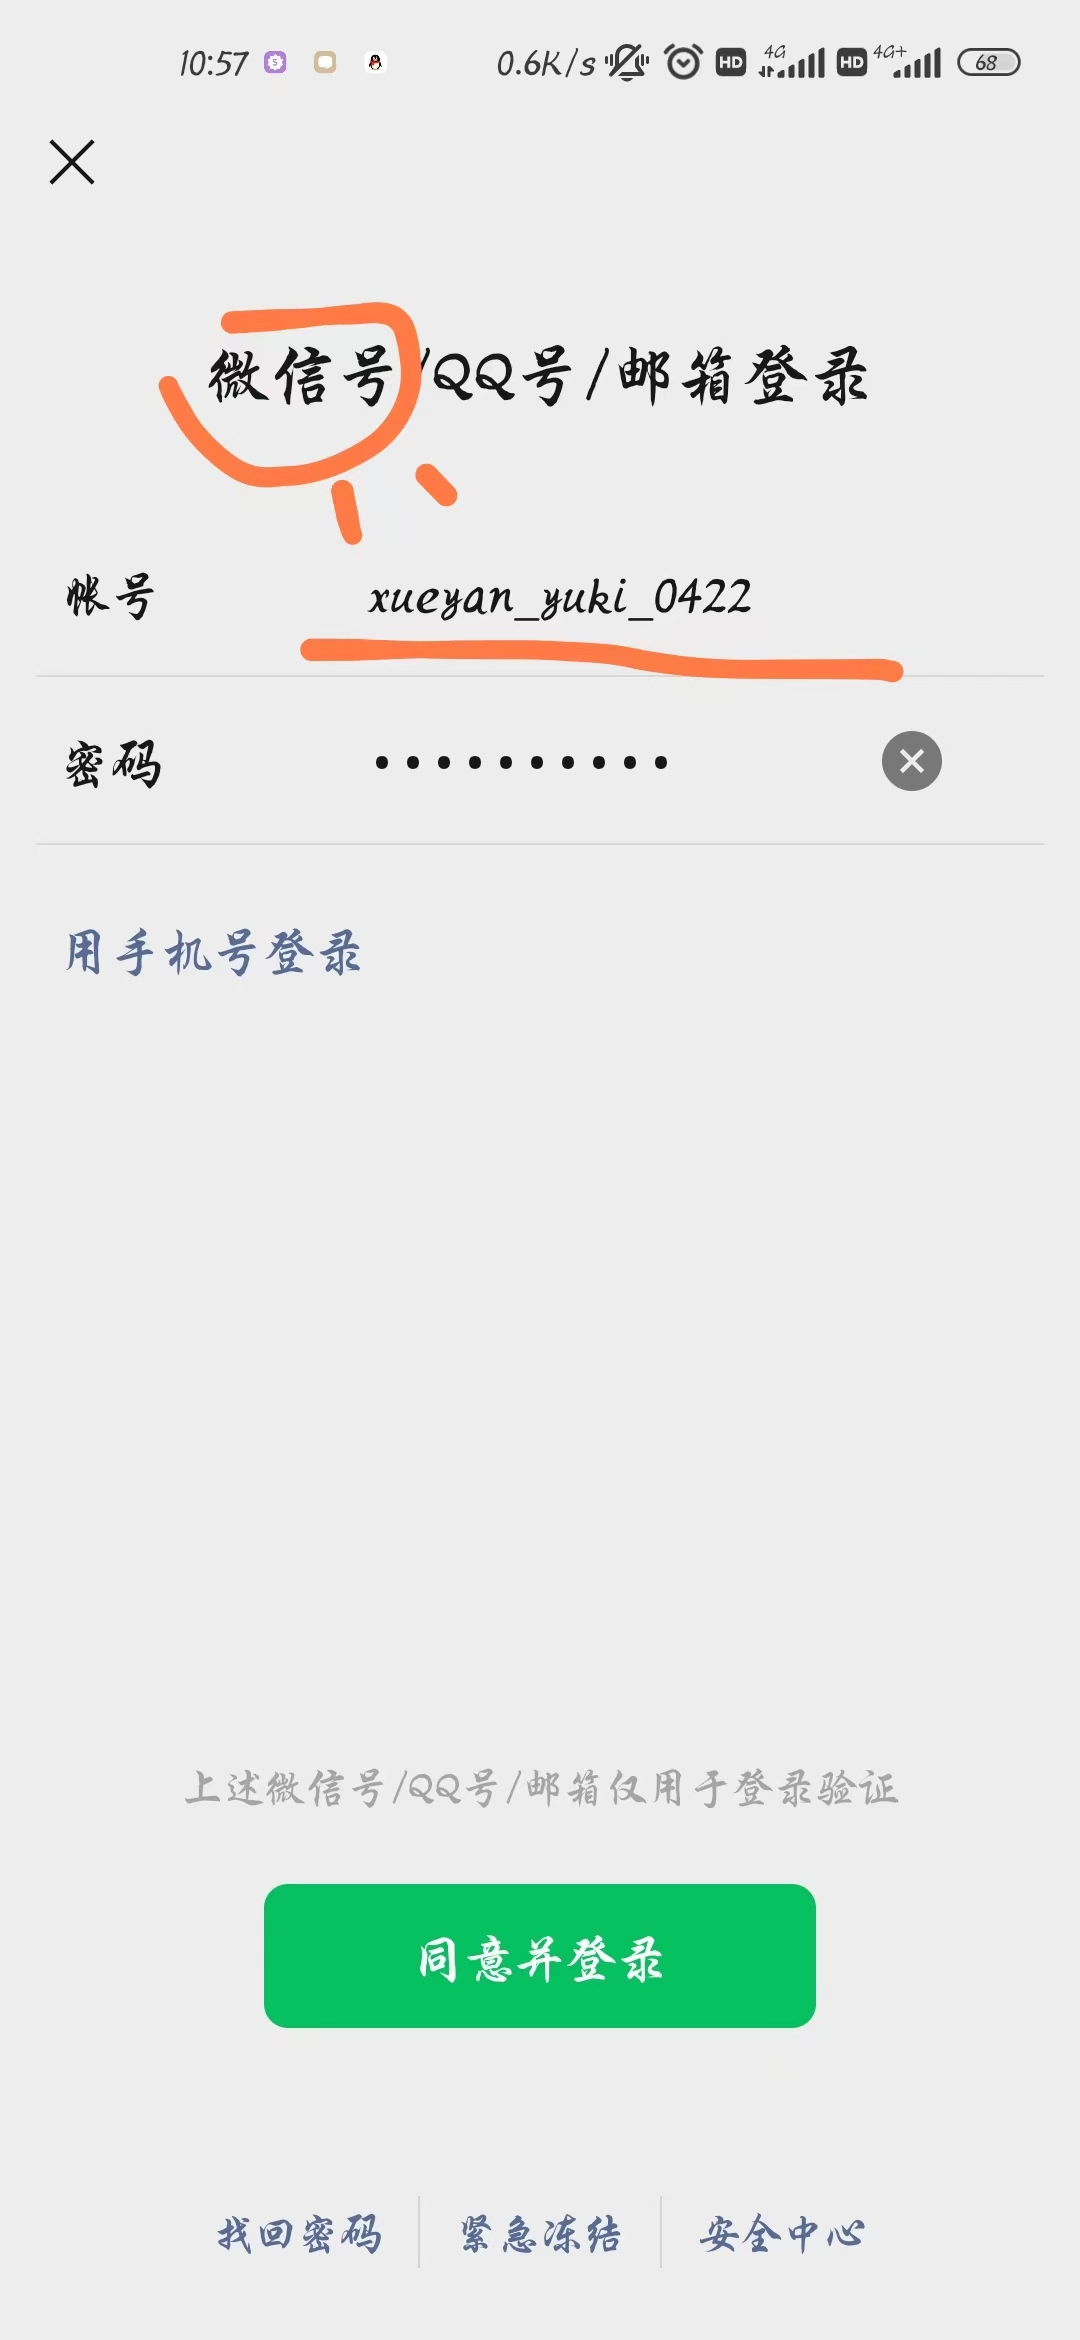 10:57 0.6K/s HD 4G HD 4G+ 68
微信号/QQ号/邮箱登录
帐号 xueyan_yuki_0422
密码 ••••••••••
用手机号登录
上述微信号/QQ号/邮箱仅用于登录验证
同意并登录
找回密码 紧急冻结 安全中心